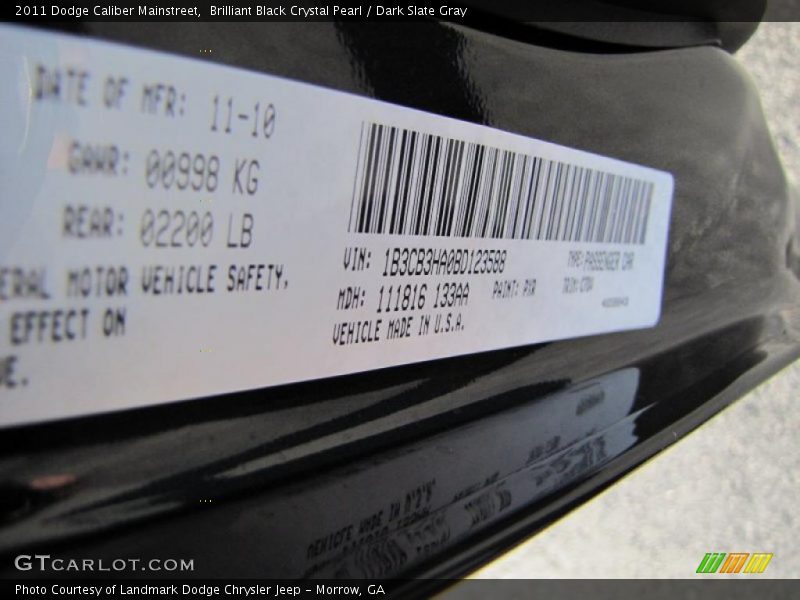 2011 Dodge Caliber Mainstreet, Brilliant Black Crystal Pearl / Dark Slate Gray
DATE OF MFR: 11-10
GAWR: 00998 KG
REAR: 02200 LB
ERAL MOTOR VEHICLE SAFETY,
EFFECT ON
VE.
VIN: 1B3CB3HA0BD123588
TYPE: PASSENGER CAR
MDH: 111816 133AA
PAINT: PXR
TRIM:
VEHICLE MADE IN U.S.A.
GTCARLOT.COM
Photo Courtesy of Landmark Dodge Chrysler Jeep - Morrow, GA